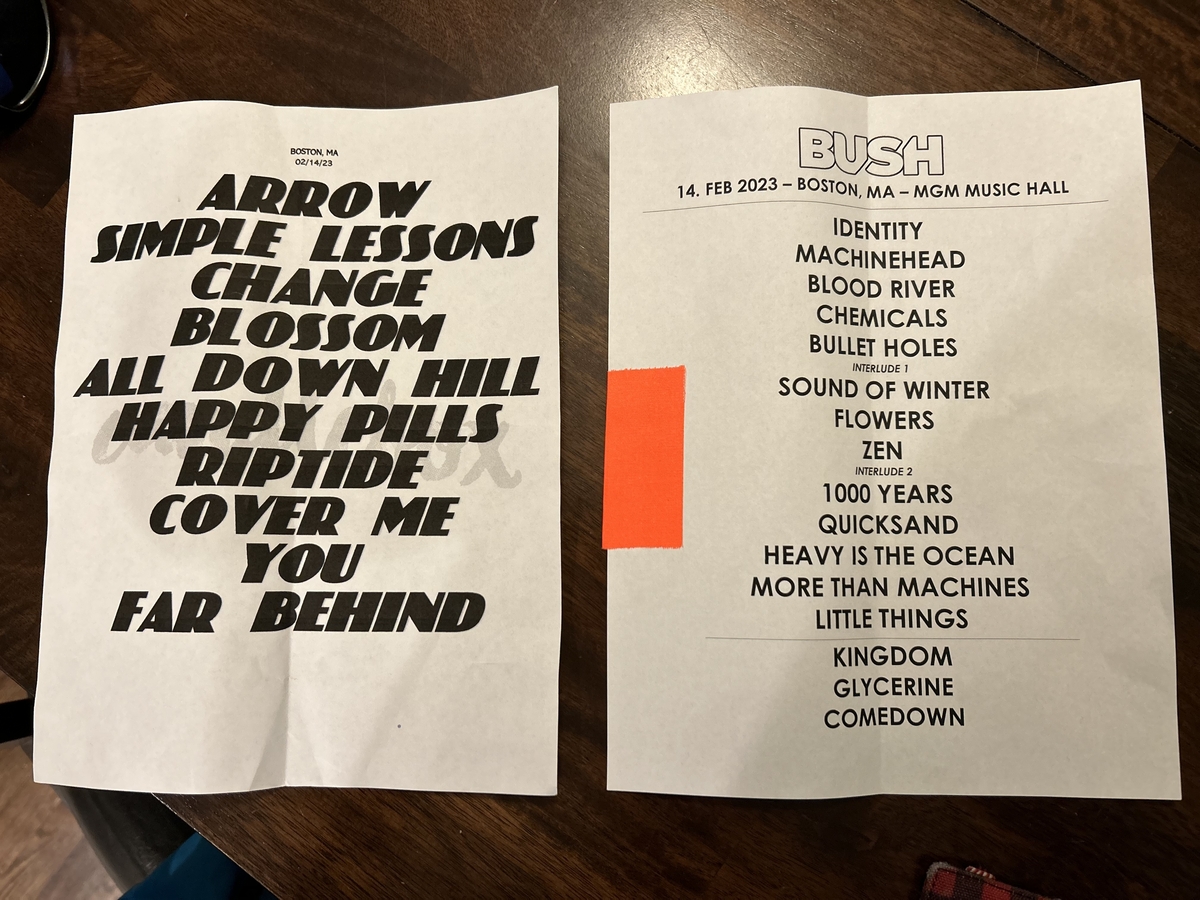 BOSTON, MA
02/14/23
ARROW
SIMPLE LESSONS
CHANGE
BLOSSOM
ALL DOWN HILL
HAPPY PILLS
RIPTIDE
COVER ME
YOU
FAR BEHIND
BUSH
14. FEB 2023 – BOSTON, MA – MGM MUSIC HALL
IDENTITY
MACHINEHEAD
BLOOD RIVER
CHEMICALS
BULLET HOLES
INTERLUDE 1
SOUND OF WINTER
FLOWERS
ZEN
INTERLUDE 2
1000 YEARS
QUICKSAND
HEAVY IS THE OCEAN
MORE THAN MACHINES
LITTLE THINGS
KINGDOM
GLYCERINE
COMEDOWN